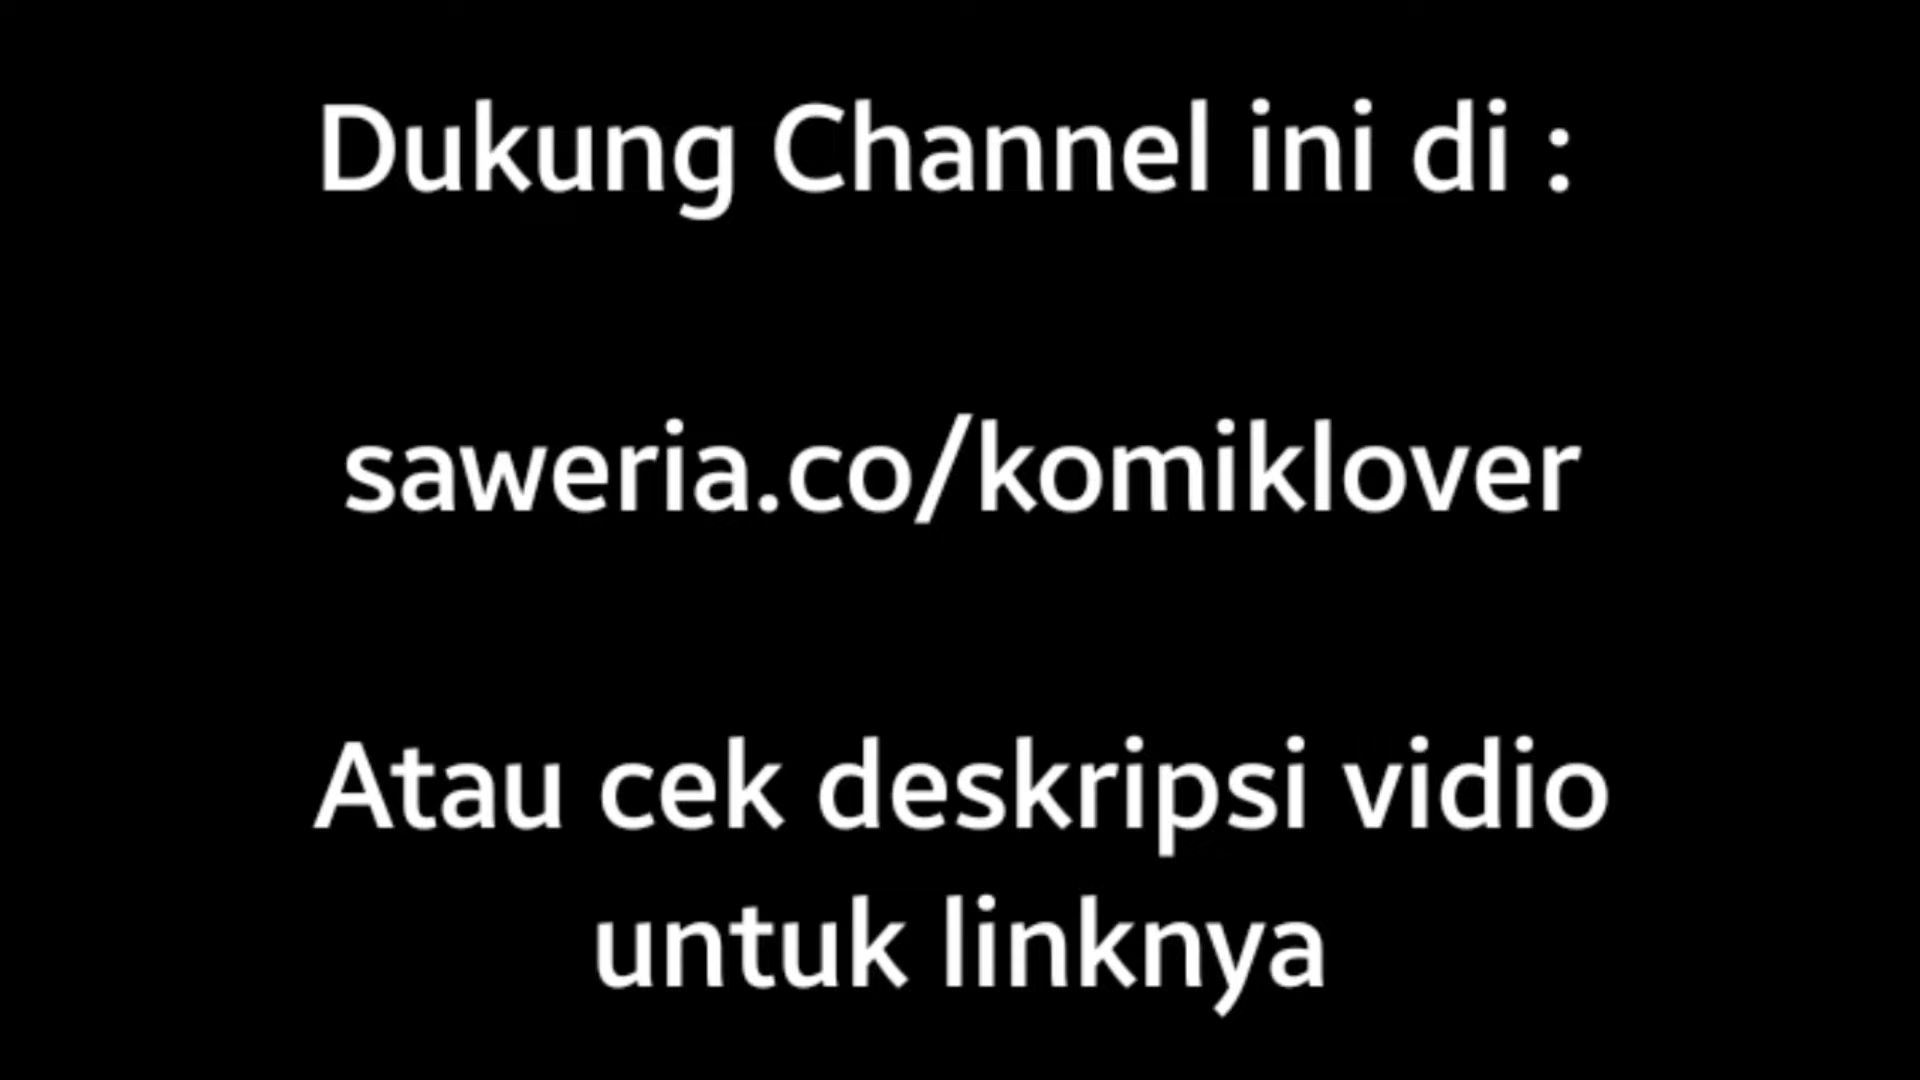 Dukung Channel ini di :
saweria.co/komiklover
Atau cek deskripsi vidio
untuk linknya